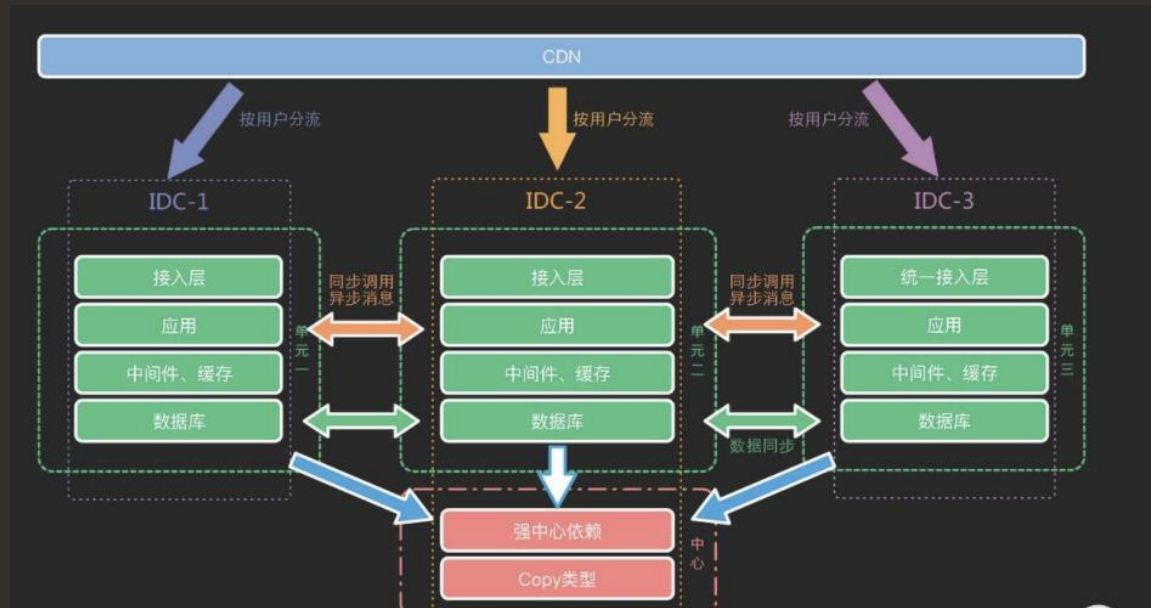 CDN
按用户分流
按用户分流
按用户分流
IDC-1
IDC-2
IDC-3
接入层
应用
中间件、缓存
数据库
单元一
同步调用
异步消息
接入层
应用
中间件、缓存
数据库
单元二
同步调用
异步消息
数据同步
统一接入层
应用
中间件、缓存
数据库
单元三
强中心依赖
Copy类型
中心